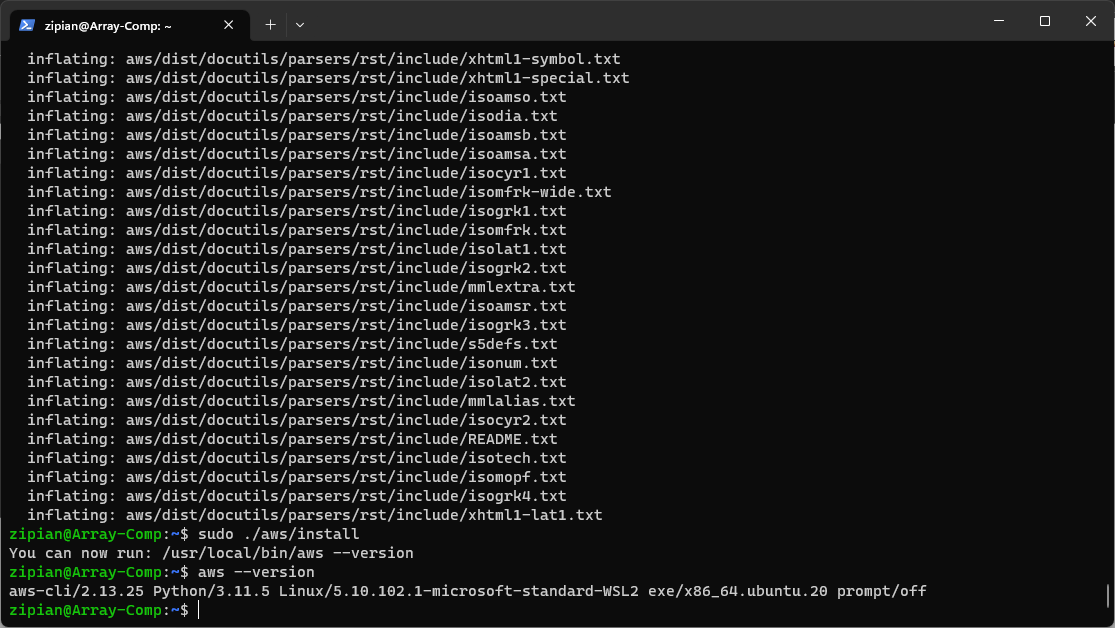 zipian@Array-Comp: ~
inflating: aws/dist/docutils/parsers/rst/include/xhtml1-symbol.txt
inflating: aws/dist/docutils/parsers/rst/include/xhtml1-special.txt
inflating: aws/dist/docutils/parsers/rst/include/isoamso.txt
inflating: aws/dist/docutils/parsers/rst/include/isodia.txt
inflating: aws/dist/docutils/parsers/rst/include/isoamsb.txt
inflating: aws/dist/docutils/parsers/rst/include/isoamsa.txt
inflating: aws/dist/docutils/parsers/rst/include/isocyr1.txt
inflating: aws/dist/docutils/parsers/rst/include/isomfrk-wide.txt
inflating: aws/dist/docutils/parsers/rst/include/isogrk1.txt
inflating: aws/dist/docutils/parsers/rst/include/isomfrk.txt
inflating: aws/dist/docutils/parsers/rst/include/isolat1.txt
inflating: aws/dist/docutils/parsers/rst/include/isogrk2.txt
inflating: aws/dist/docutils/parsers/rst/include/mmlextra.txt
inflating: aws/dist/docutils/parsers/rst/include/isoamsr.txt
inflating: aws/dist/docutils/parsers/rst/include/isogrk3.txt
inflating: aws/dist/docutils/parsers/rst/include/s5defs.txt
inflating: aws/dist/docutils/parsers/rst/include/isonum.txt
inflating: aws/dist/docutils/parsers/rst/include/isolat2.txt
inflating: aws/dist/docutils/parsers/rst/include/mmlalias.txt
inflating: aws/dist/docutils/parsers/rst/include/isocyr2.txt
inflating: aws/dist/docutils/parsers/rst/include/README.txt
inflating: aws/dist/docutils/parsers/rst/include/isotech.txt
inflating: aws/dist/docutils/parsers/rst/include/isomopf.txt
inflating: aws/dist/docutils/parsers/rst/include/isogrk4.txt
inflating: aws/dist/docutils/parsers/rst/include/xhtml1-lat1.txt
zipian@Array-Comp:~$ sudo ./aws/install
You can now run: /usr/local/bin/aws --version
zipian@Array-Comp:~$ aws --version
aws-cli/2.13.25 Python/3.11.5 Linux/5.10.102.1-microsoft-standard-WSL2 exe/x86_64.ubuntu.20 prompt/off
zipian@Array-Comp:~$